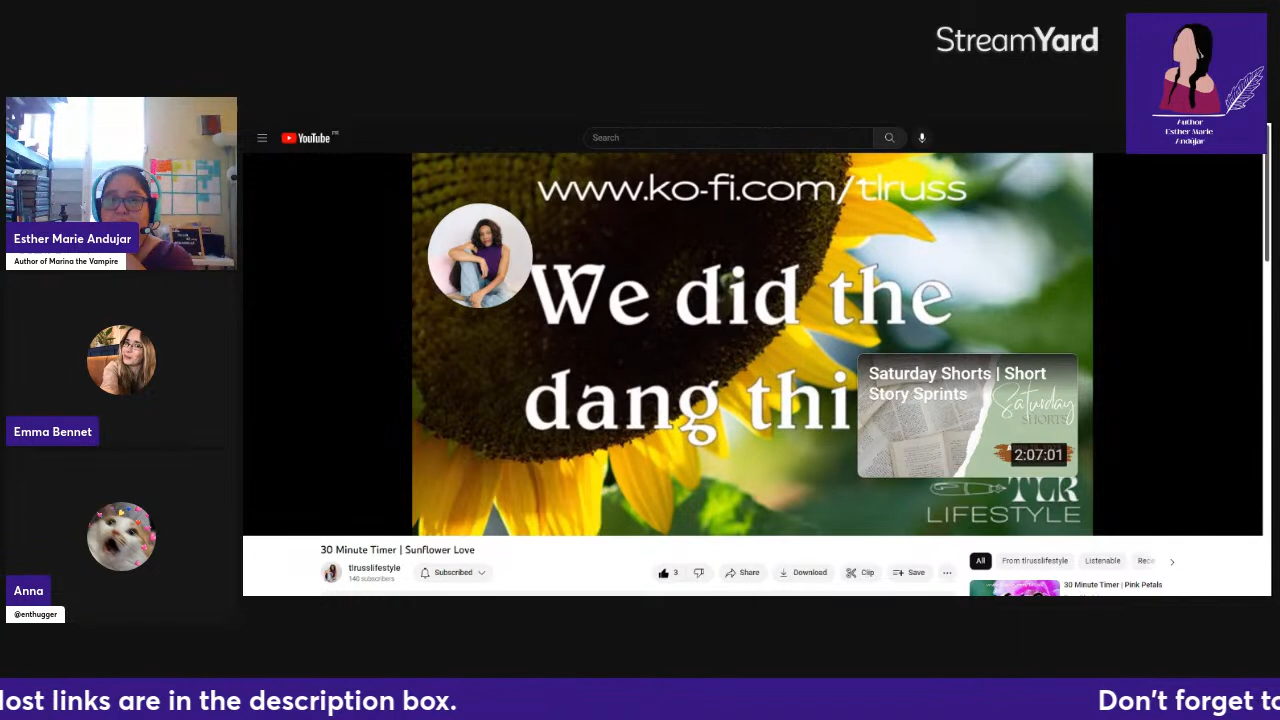 StreamYard
Author
Esther Marie
Andújar
YouTube
Search
www.ko-fi.com/tlruss
We did the
dang thi
Saturday Shorts | Short
Story Sprints
Saturday
SHORTS
2:07:01
TLR
LIFESTYLE
Esther Marie Andujar
Author of Marina the Vampire
Emma Bennet
Anna
@enthugger
30 Minute Timer | Sunflower Love
tlrusslifestyle
140 subscribers
Subscribed
3
Share
Download
Clip
Save
All
From tlrusslifestyle
Listenable
Rece
30 Minute Timer | Pink Petals
lost links are in the description box.
Don't forget to